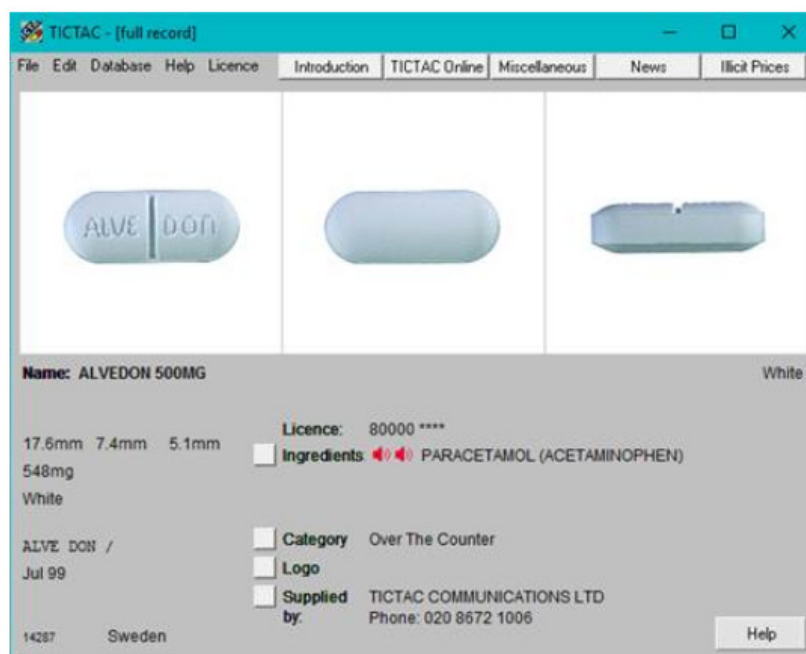 TICTAC - [full record]
File Edit Database Help Licence Introduction TICTAC Online Miscellaneous News Illicit Prices
ALVE DON
Name: ALVEDON 500MG White
Licence: 80000 ****
17.6mm 7.4mm 5.1mm
Ingredients PARACETAMOL (ACETAMINOPHEN)
548mg
White
Category Over The Counter
ALVE DON /
Logo
Jul 99
Supplied by: TICTAC COMMUNICATIONS LTD
Phone: 020 8672 1006
14287 Sweden
Help